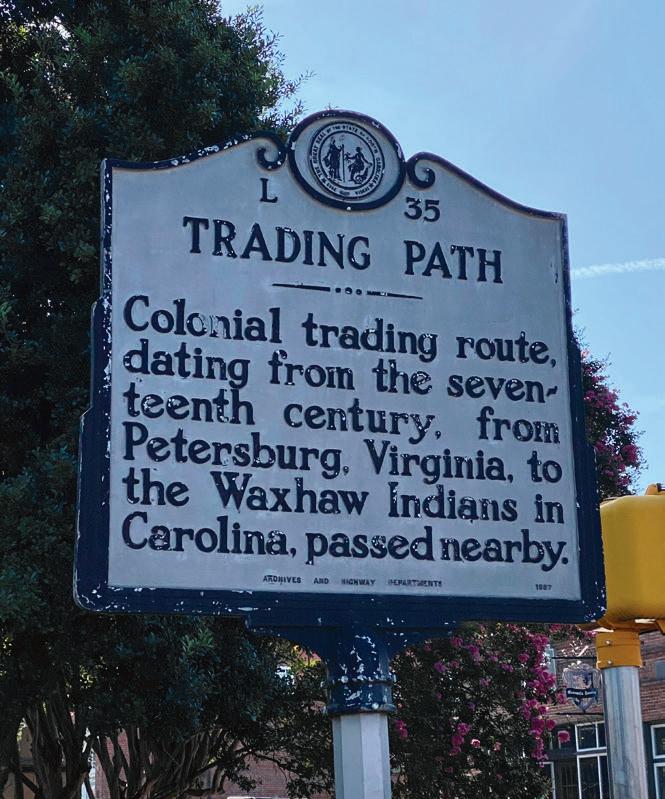 L 35
TRADING PATH
Colonial trading route,
dating from the seven-
teenth century, from
Petersburg, Virginia, to
the Waxhaw Indians in
Carolina, passed nearby.
ARCHIVES AND HIGHWAY DEPARTMENTS